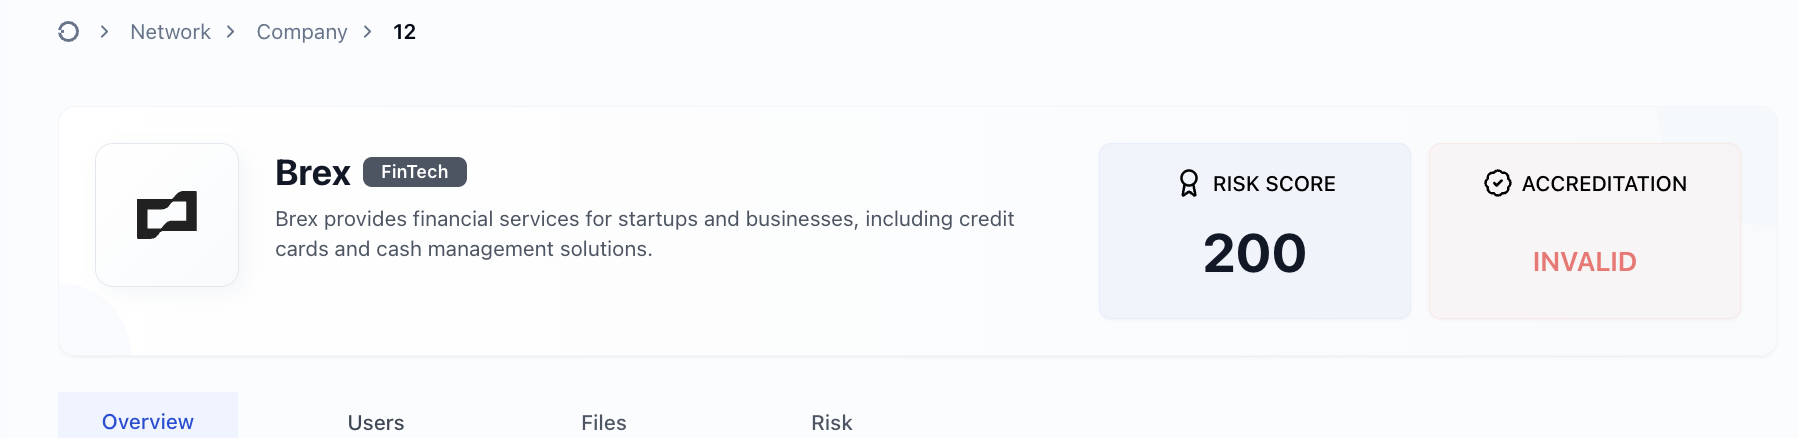 Network Company 12
Brex FinTech
Brex provides financial services for startups and businesses, including credit
cards and cash management solutions.
RISK SCORE
200
ACCREDITATION
INVALID
Overview Users Files Risk